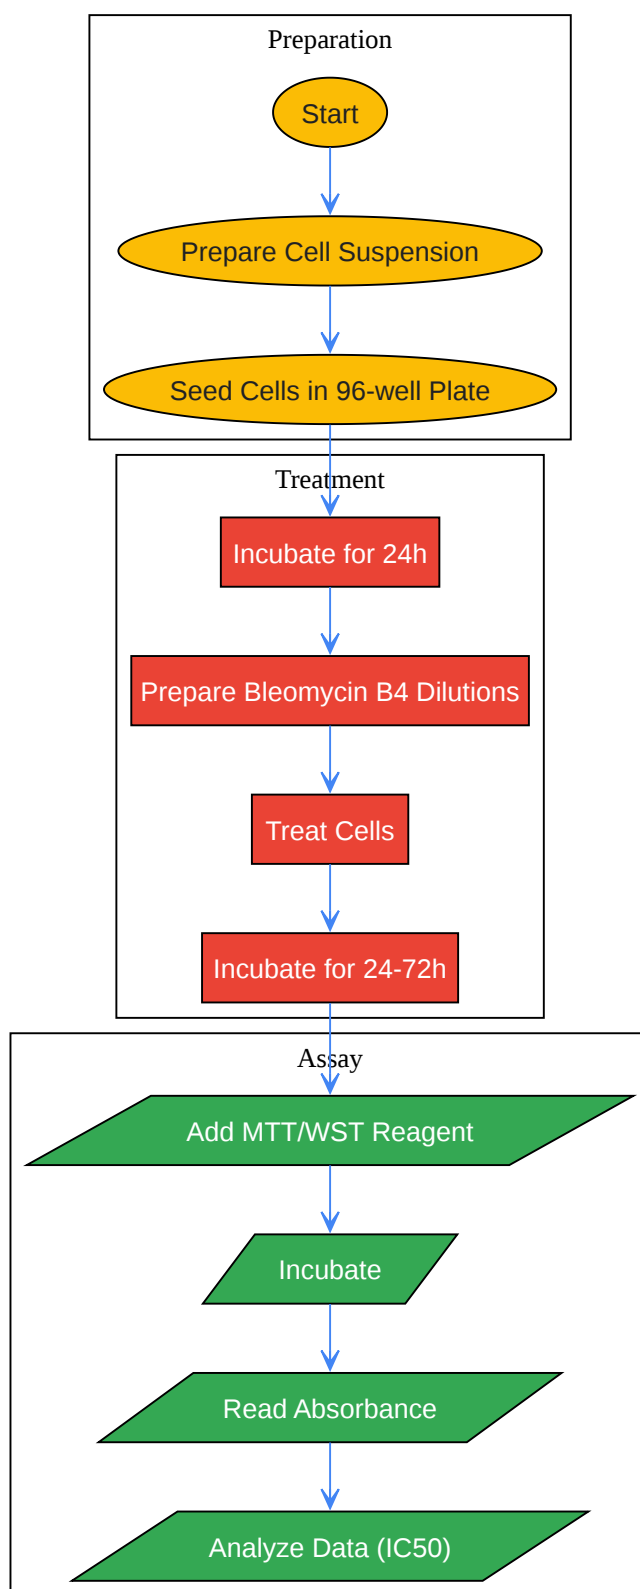 Preparation
Start
Prepare Cell Suspension
Seed Cells in 96-well Plate
Treatment
Incubate for 24h
Prepare Bleomycin B4 Dilutions
Treat Cells
Incubate for 24-72h
Assay
Add MTT/WST Reagent
Incubate
Read Absorbance
Analyze Data (IC50)